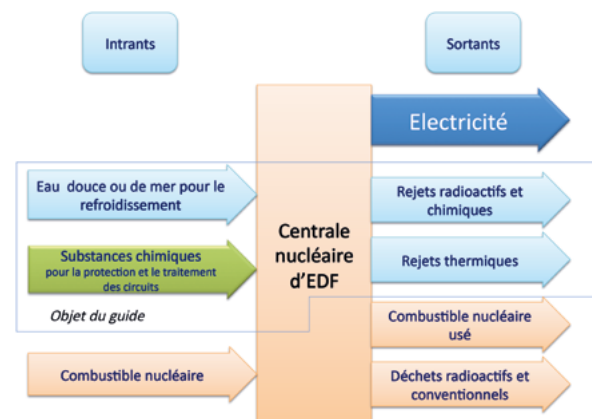 Intrants
Sortants
Electricité
Eau douce ou de mer pour le
refroidissement
Rejets radioactifs et
chimiques
Centrale
nucléaire
d'EDF
Substances chimiques
pour la protection et le traitement
des circuits
Rejets thermiques
Objet du guide
Combustible nucléaire
usé
Combustible nucléaire
Déchets radioactifs et
conventionnels